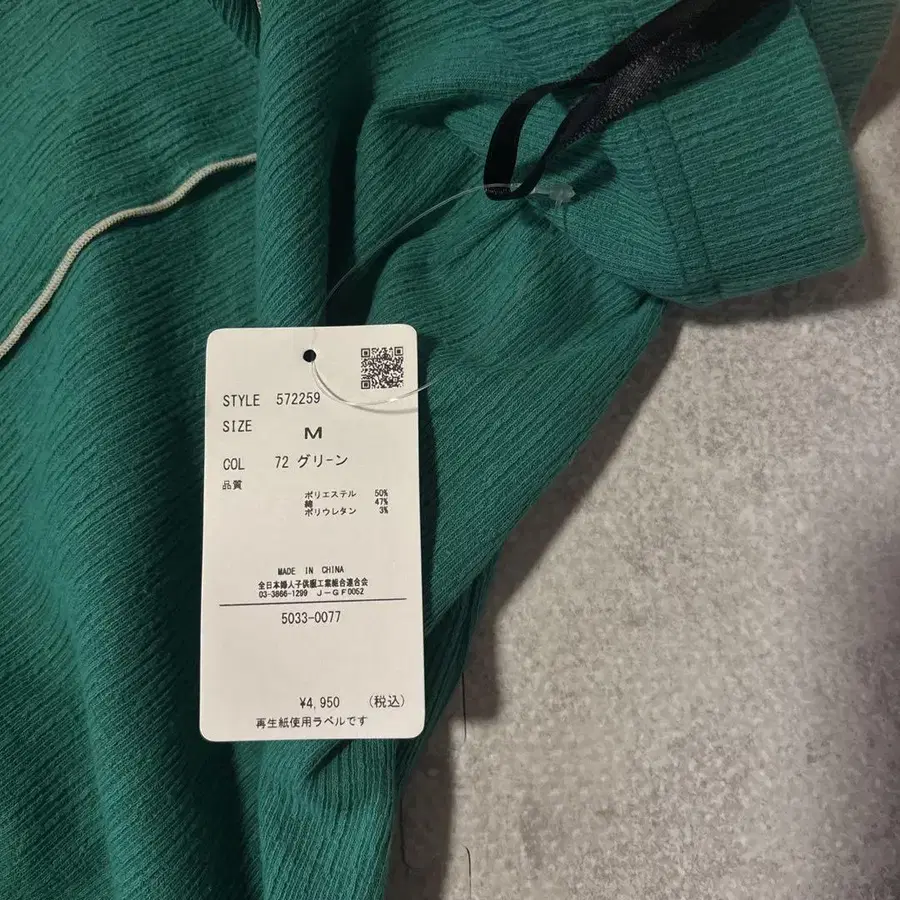 STYLE 572259
SIZE M
COL 72 グリーン
品質
ポリエステル 50%
綿 47%
ポリウレタン 3%
MADE IN CHINA
全日本婦人子供服工業組合連合会
03-3866-1299 J-GF0052
5033-0077
¥4,950 (税込)
再生紙使用ラベルです